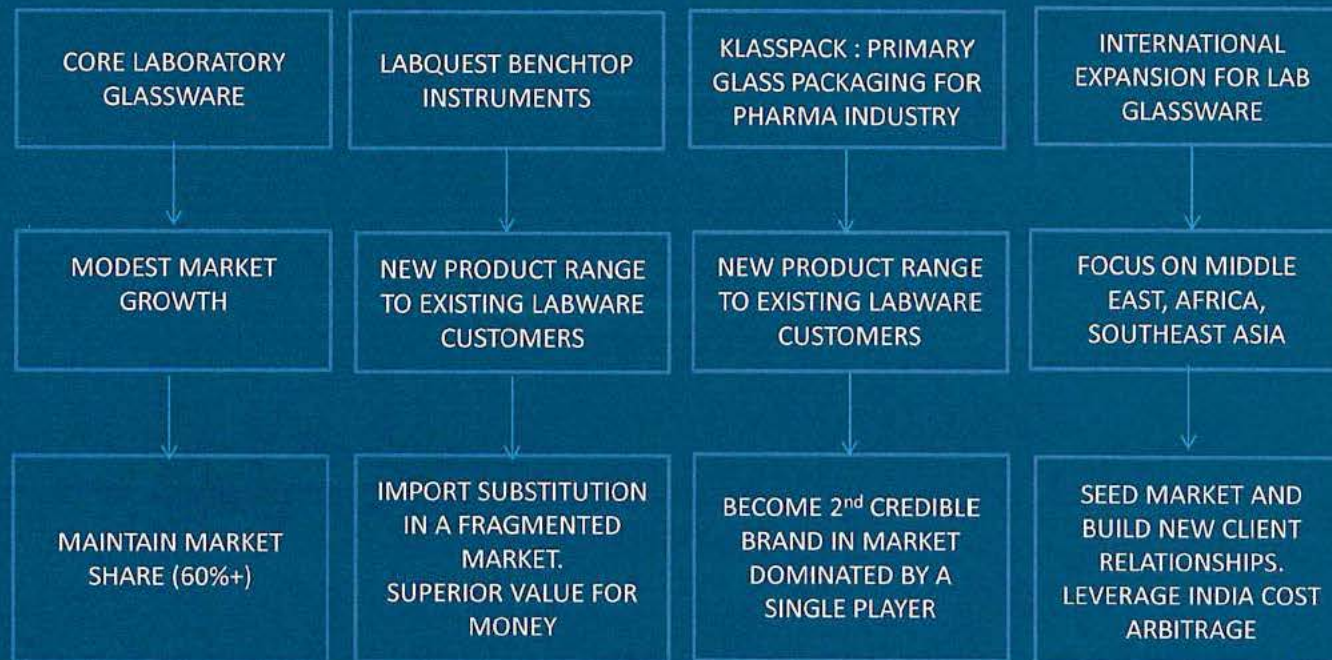 CORE LABORATORY
GLASSWARE
LABQUEST BENCHTOP
INSTRUMENTS
KLASSPACK : PRIMARY
GLASS PACKAGING FOR
PHARMA INDUSTRY
INTERNATIONAL
EXPANSION FOR LAB
GLASSWARE
MODEST MARKET
GROWTH
NEW PRODUCT RANGE
TO EXISTING LABWARE
CUSTOMERS
NEW PRODUCT RANGE
TO EXISTING LABWARE
CUSTOMERS
FOCUS ON MIDDLE
EAST, AFRICA,
SOUTHEAST ASIA
MAINTAIN MARKET
SHARE (60%+)
IMPORT SUBSTITUTION
IN A FRAGMENTED
MARKET.
SUPERIOR VALUE FOR
MONEY
BECOME 2nd CREDIBLE
BRAND IN MARKET
DOMINATED BY A
SINGLE PLAYER
SEED MARKET AND
BUILD NEW CLIENT
RELATIONSHIPS.
LEVERAGE INDIA COST
ARBITRAGE